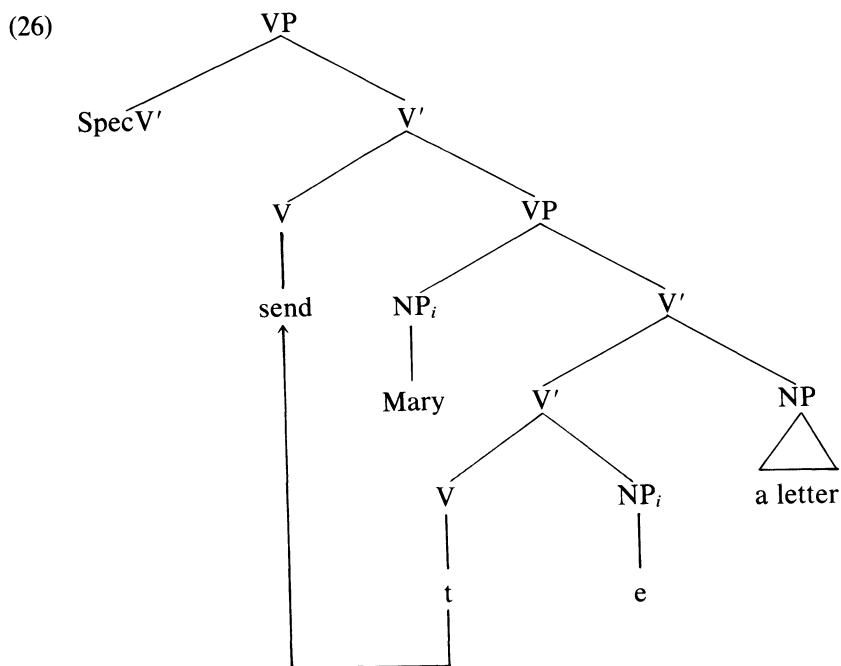 (26) VP
SpecV′ V′
V VP
send NPi V′
Mary V′ NP
V NPi a letter
t e